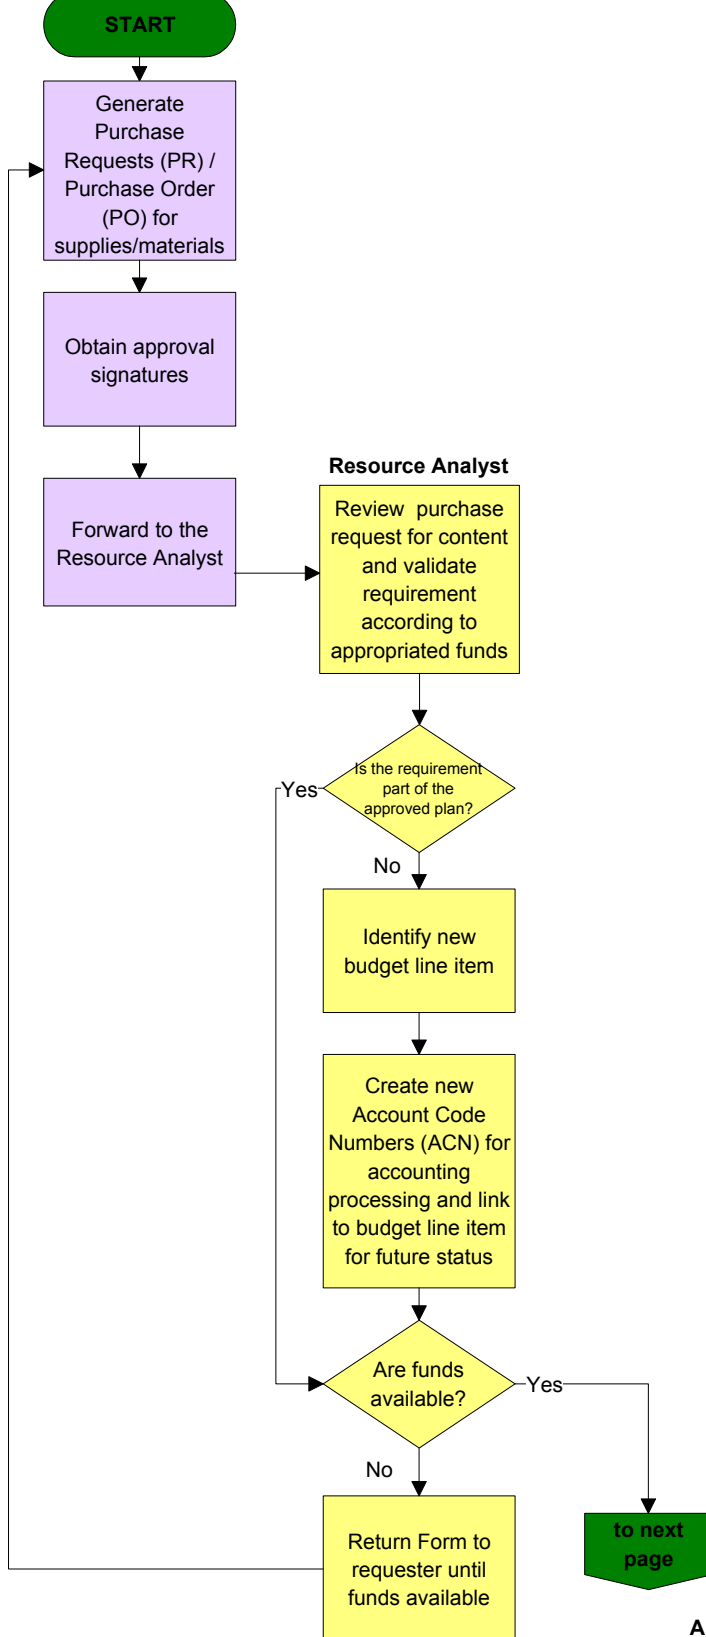 START
Generate
Purchase
Requests (PR) /
Purchase Order
(PO) for
supplies/materials
Obtain approval
signatures
Forward to the
Resource Analyst
Resource Analyst
Review purchase
request for content
and validate
requirement
according to
appropriated funds
Is the requirement
part of the
approved plan?
Yes
No
Identify new
budget line item
Create new
Account Code
Numbers (ACN) for
accounting
processing and link
to budget line item
for future status
Are funds
available?
Yes
No
Return Form to
requester until
funds available
to next
page
A